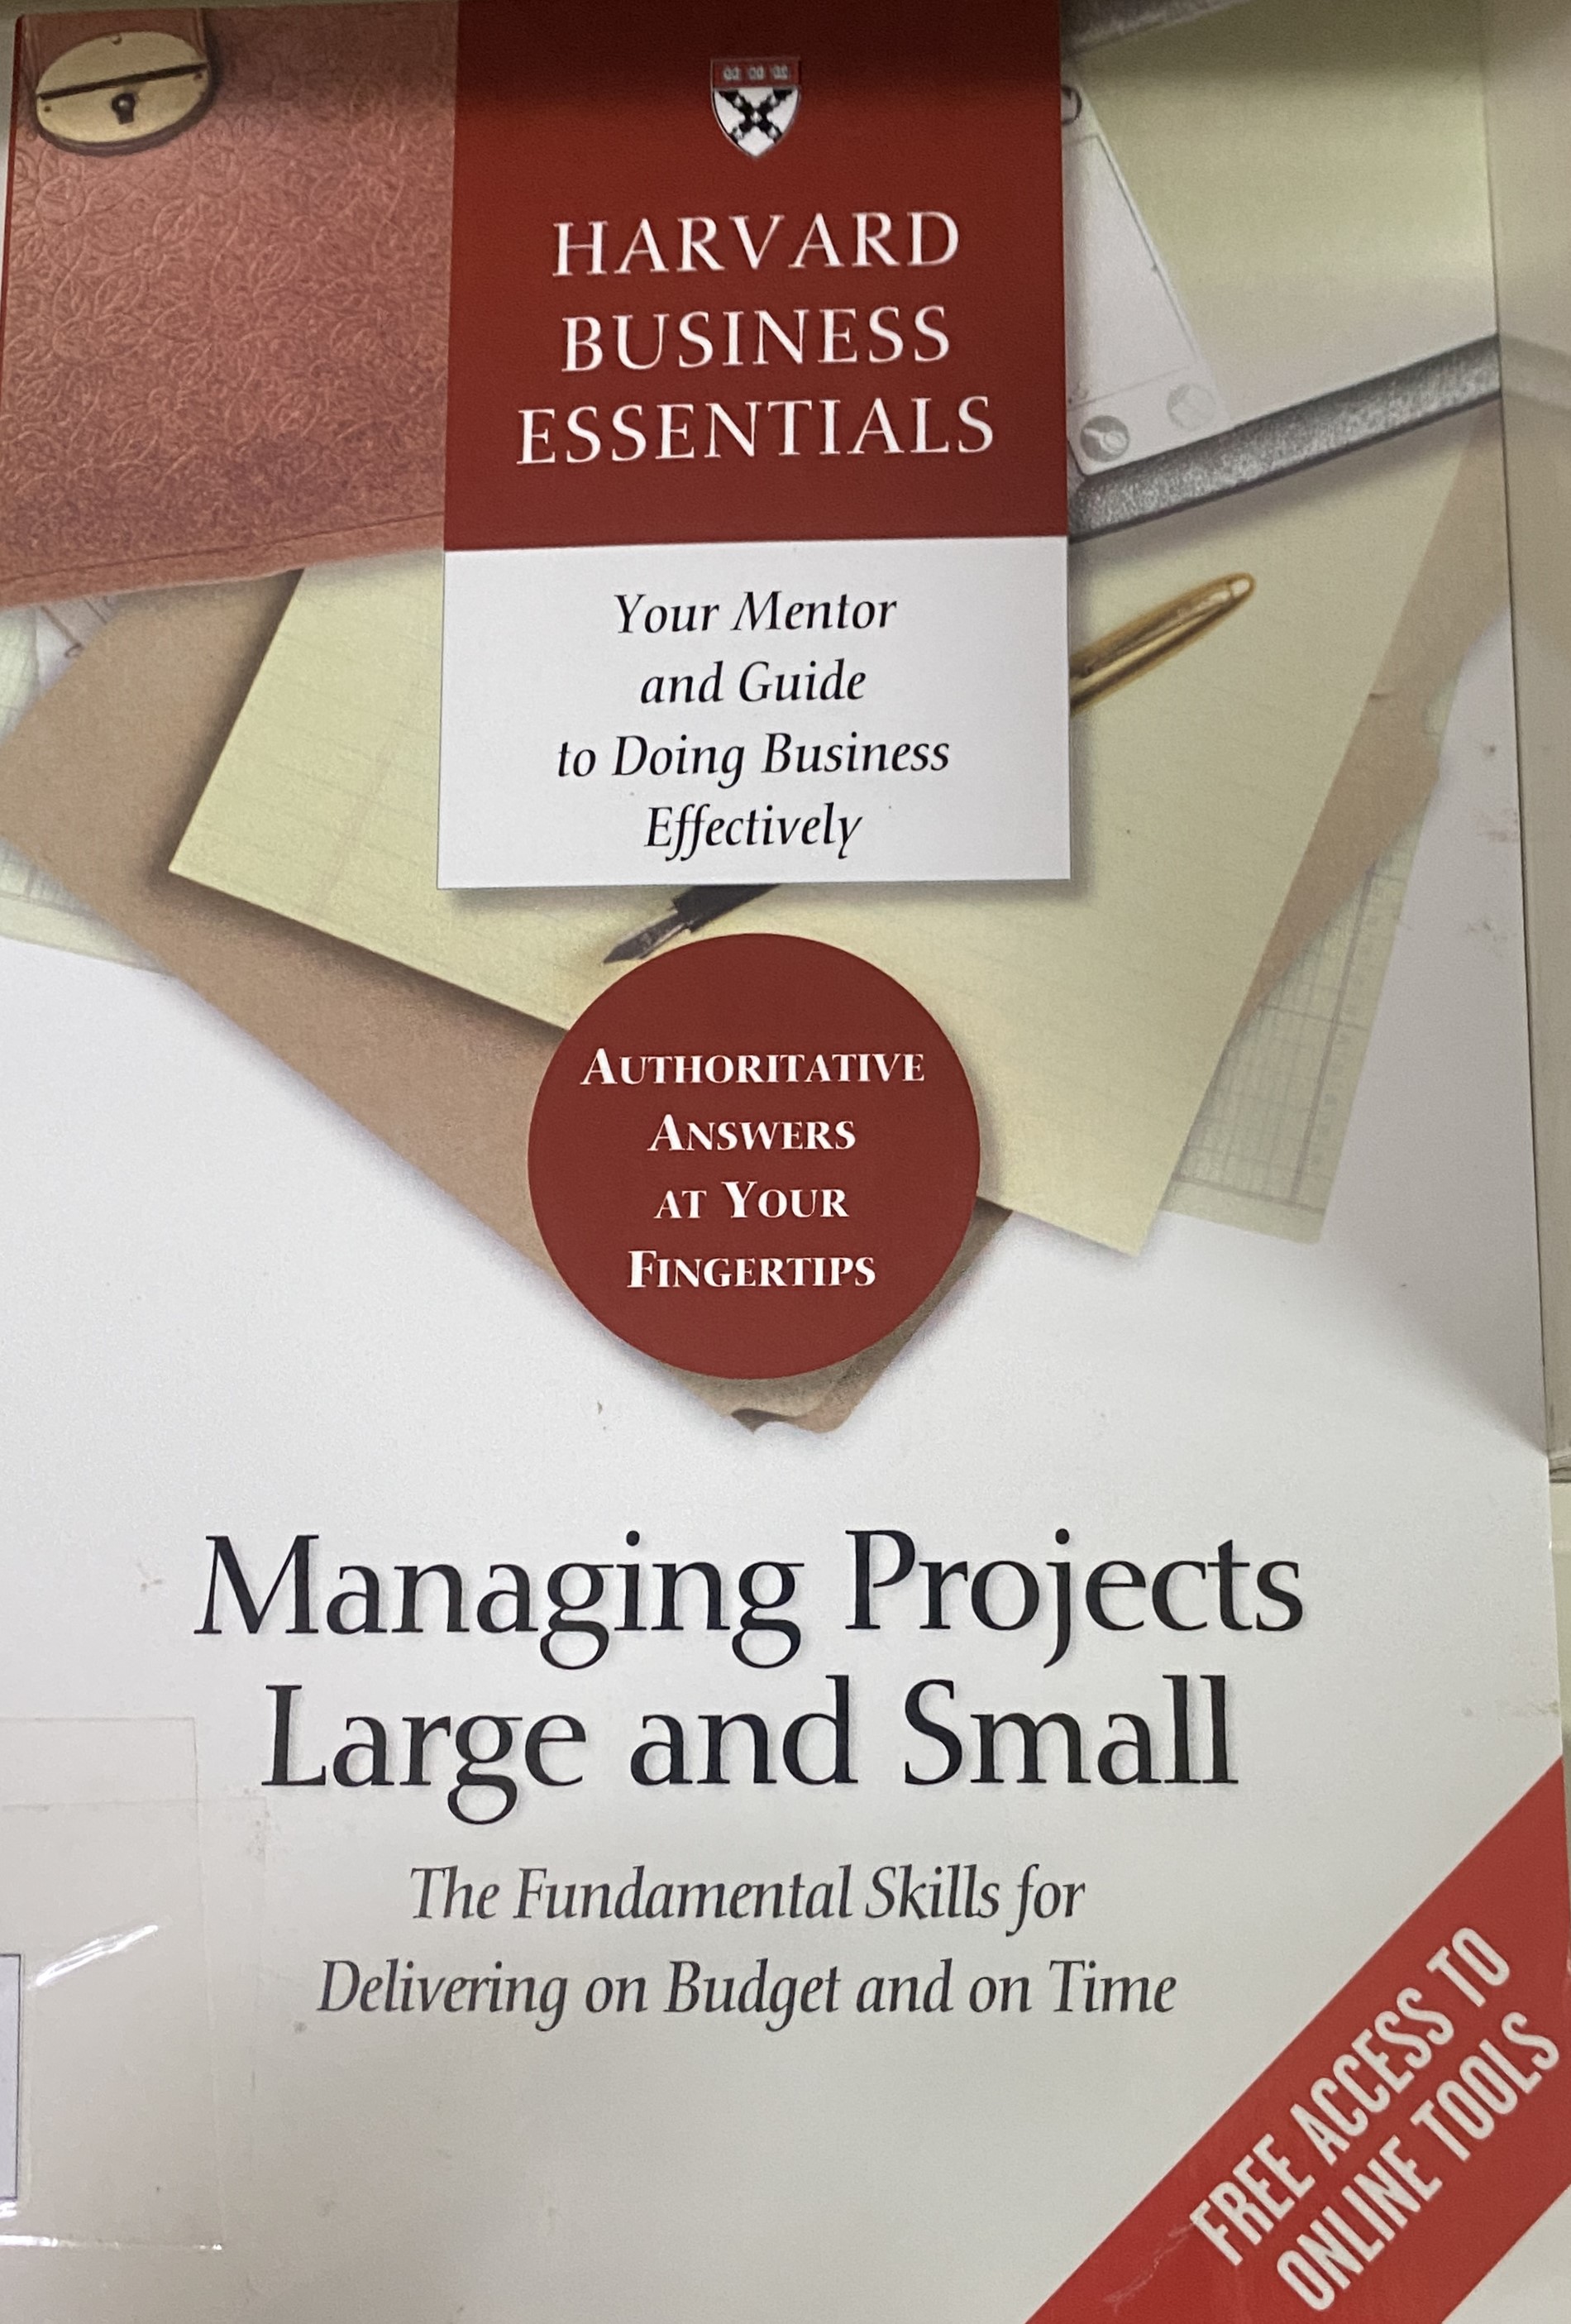 HARVARD
BUSINESS
ESSENTIALS
Your Mentor
and Guide
to Doing Business
Effectively
AUTHORITATIVE
ANSWERS
AT YOUR
FINGERTIPS
Managing Projects
Large and Small
The Fundamental Skills for
Delivering on Budget and on Time
FREE ACCESS TO
ONLINE TOOLS